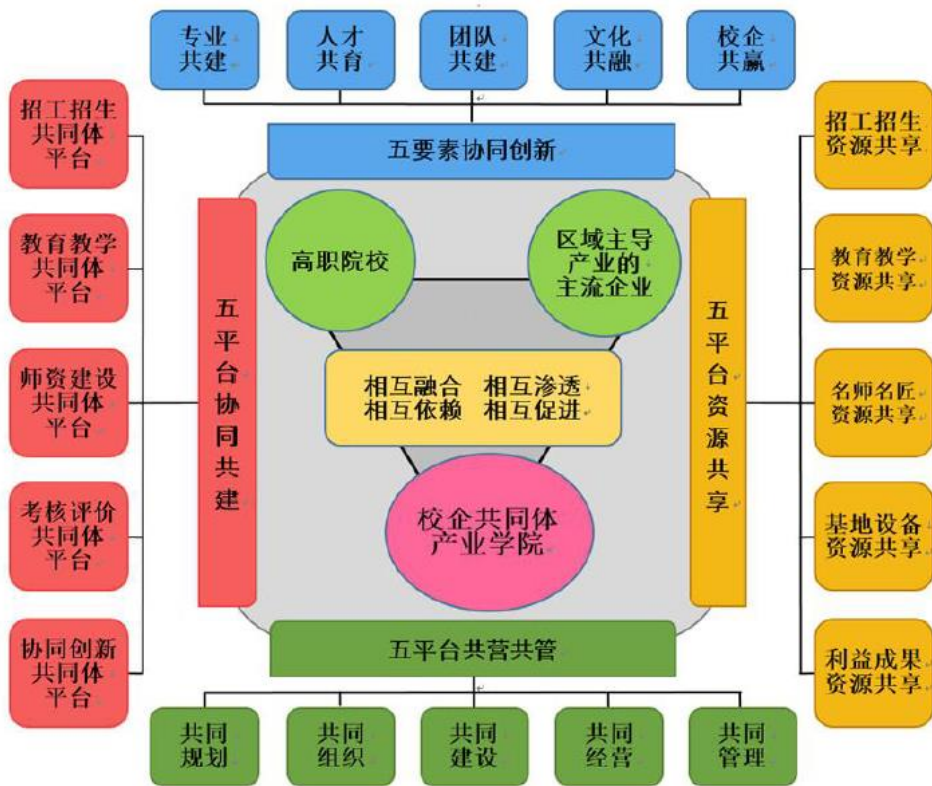 专业
共建
人才
共育
团队
共建
文化
共融
校企
共赢
五要素协同创新
招工招生
共同体
平台
教育教学
共同体
平台
师资建设
共同体
平台
考核评价
共同体
平台
协同创新
共同体
平台
五平台协同共建
高职院校
区域主导
产业的
主流企业
相互融合 相互渗透
相互依赖 相互促进
校企共同体
产业学院
五平台资源共享
招工招生
资源共享
教育教学
资源共享
名师名匠
资源共享
基地设备
资源共享
利益成果
资源共享
五平台共营共管
共同
规划
共同
组织
共同
建设
共同
经营
共同
管理